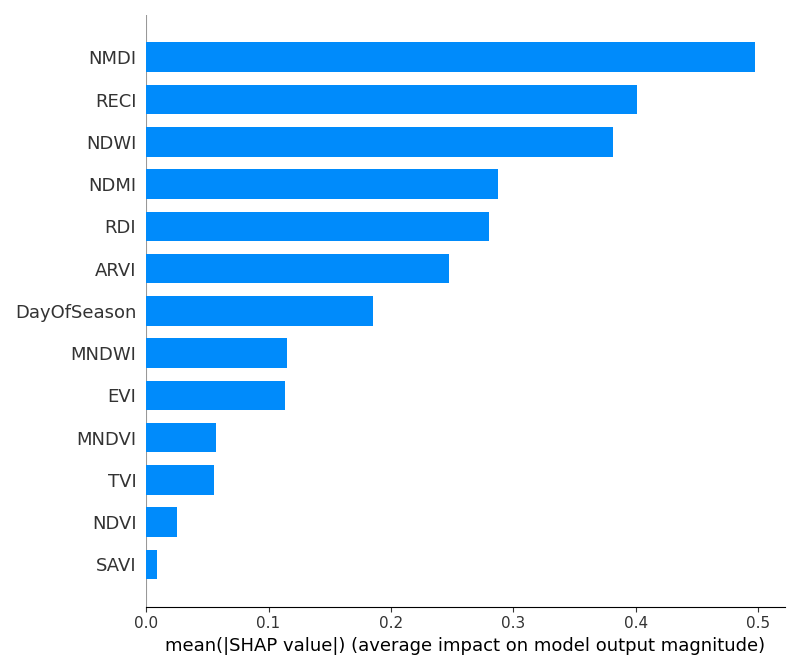 NMDI
RECI
NDWI
NDMI
RDI
ARVI
DayOfSeason
MNDWI
EVI
MNDVI
TVI
NDVI
SAVI
0.0 0.1 0.2 0.3 0.4 0.5
mean(|SHAP value|) (average impact on model output magnitude)